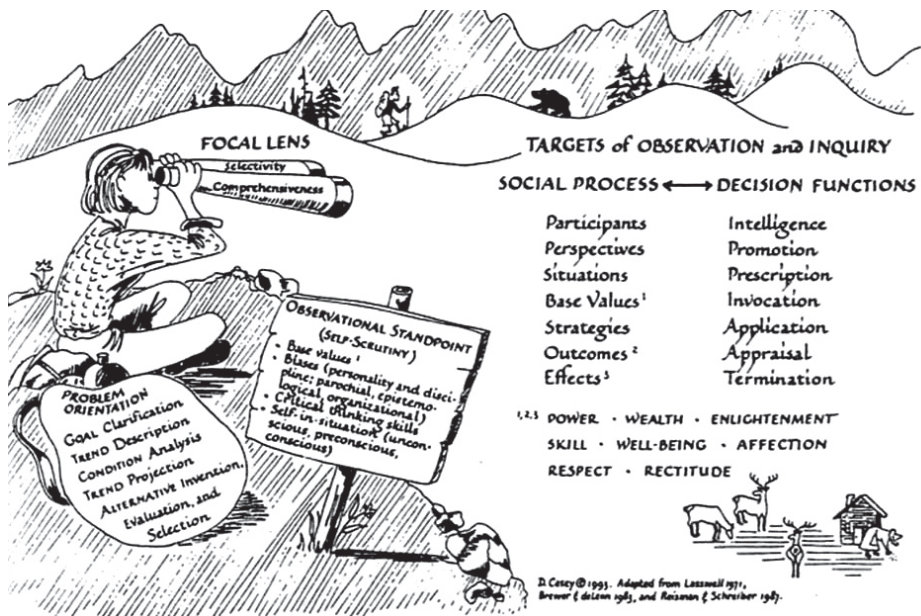 FOCAL LENS
Selectivity
Comprehensiveness
TARGETS of OBSERVATION and INQUIRY
SOCIAL PROCESS ↔ DECISION FUNCTIONS
Participants Intelligence
Perspectives Promotion
Situations Prescription
Base Values¹ Invocation
Strategies Application
Outcomes² Appraisal
Effects³ Termination
¹,²,³ POWER · WEALTH · ENLIGHTENMENT
SKILL · WELL-BEING · AFFECTION
RESPECT · RECTITUDE
OBSERVATIONAL STANDPOINT
(SELF-SCRUTINY)
• Base values¹
• Biases (personality and disci-
pline; parochial, epistemo-
logical, organizational)
• Critical thinking skills
• Self-in-situation (uncon-
scious, preconscious,
conscious)
PROBLEM
ORIENTATION
GOAL Clarification
TREND Description
CONDITION Analysis
TREND Projection
ALTERNATIVE Invention,
Evaluation, and
Selection
D. Casey © 1993. Adapted from Lasswell 1971,
Brewer & deLeon 1983, and Reisman & Schreiber 1987.